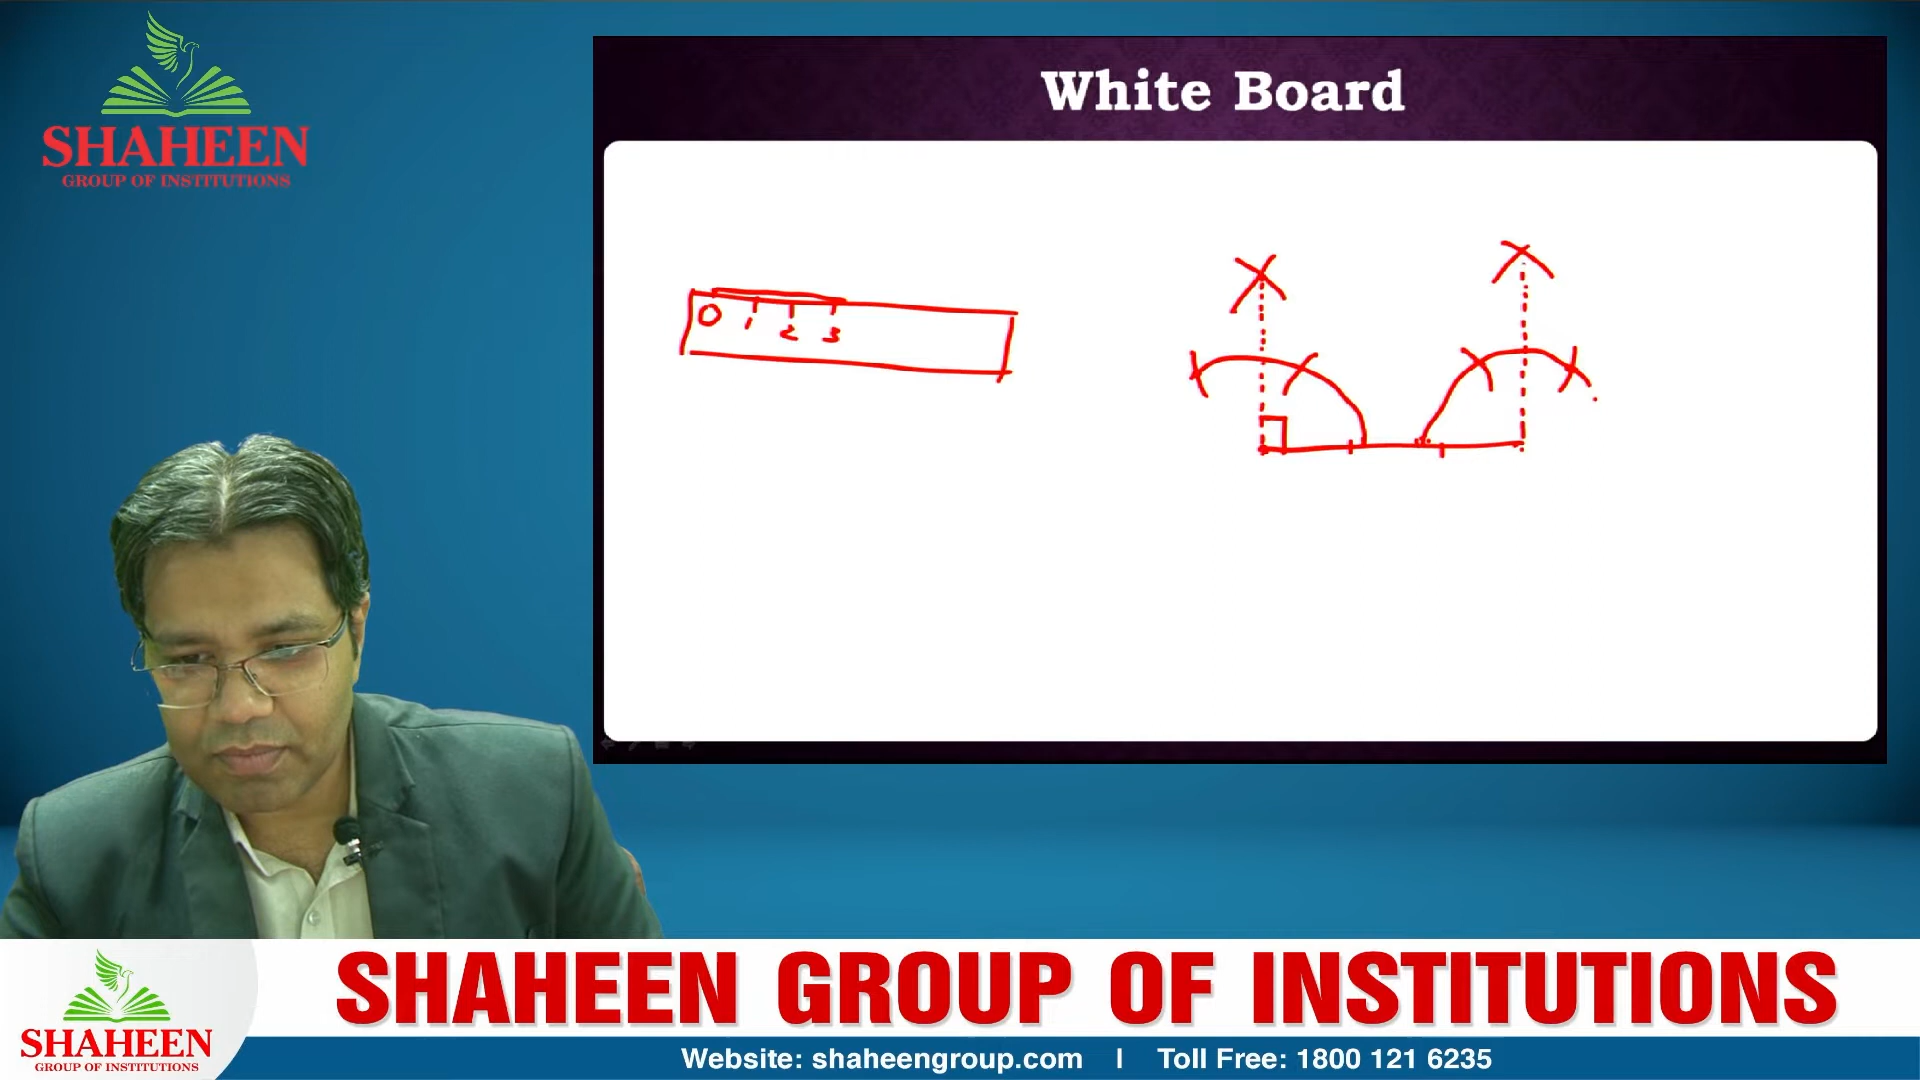 SHAHEEN
GROUP OF INSTITUTIONS
White Board
0 1 2 3
SHAHEEN
GROUP OF INSTITUTIONS
SHAHEEN GROUP OF INSTITUTIONS
Website: shaheengroup.com I Toll Free: 1800 121 6235